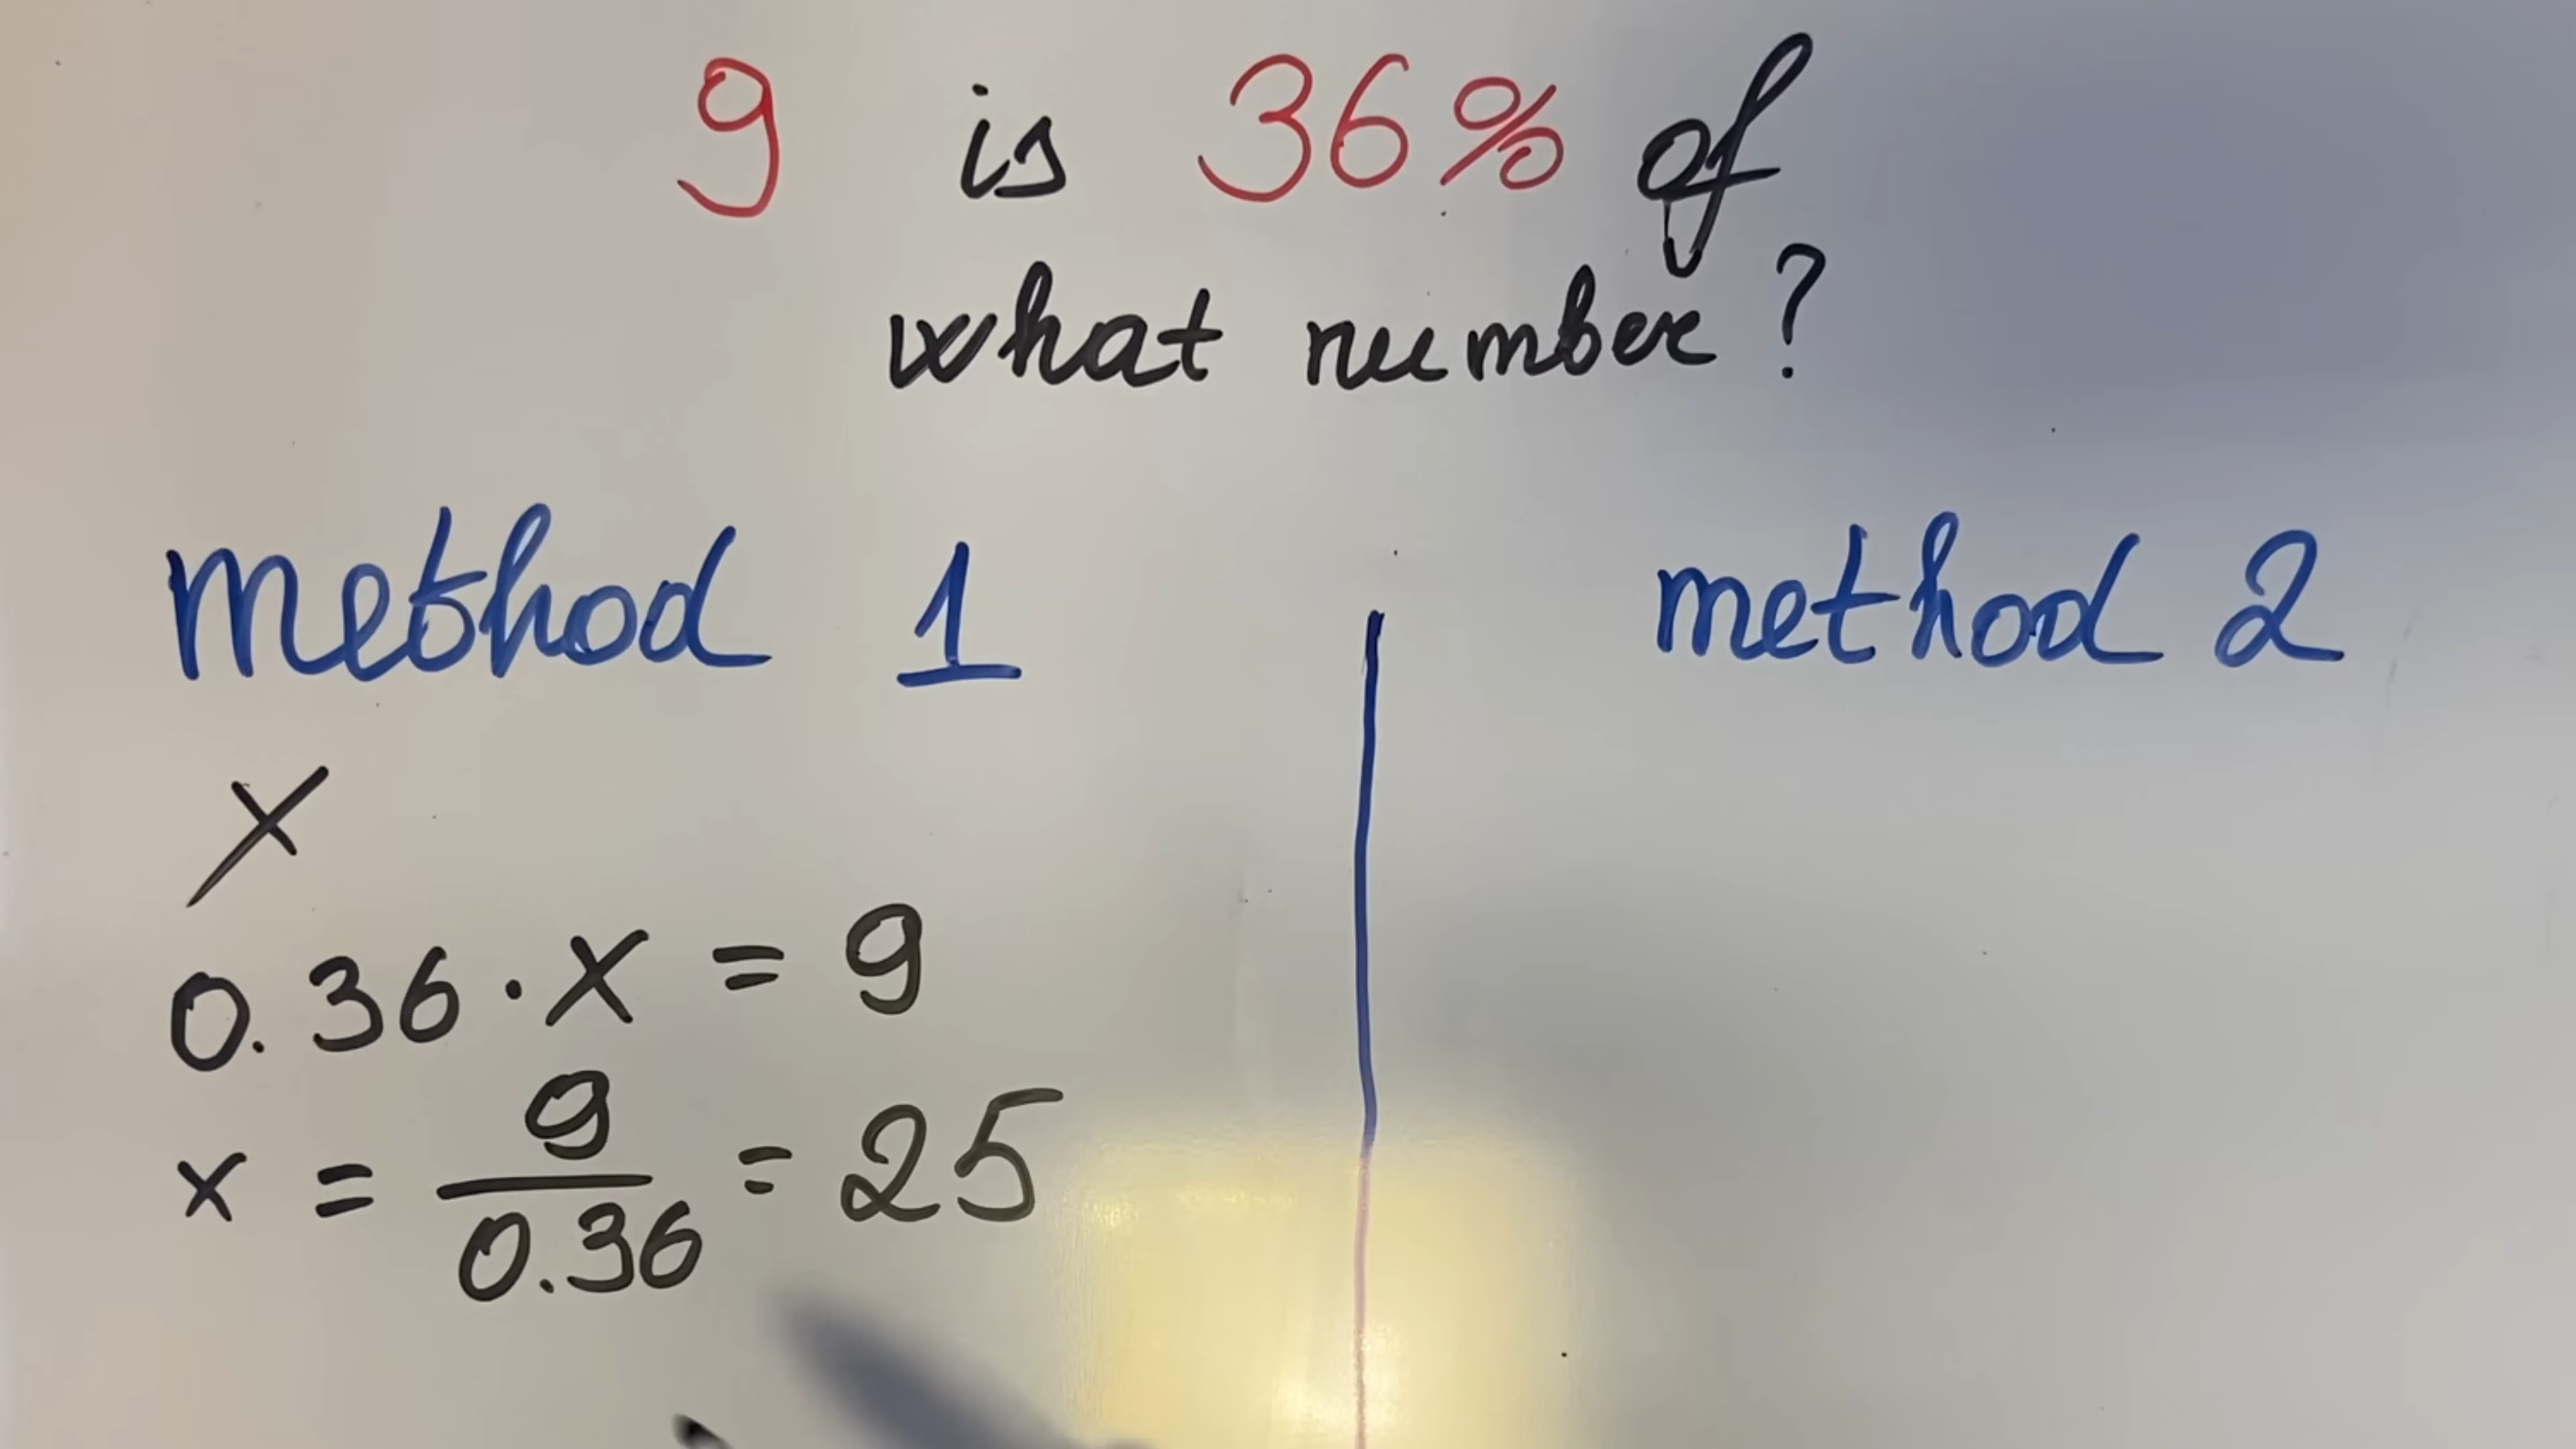 9 is 36% of
what number?
method 1
x
0.36 · x = 9
x = 9/0.36 = 25
method 2